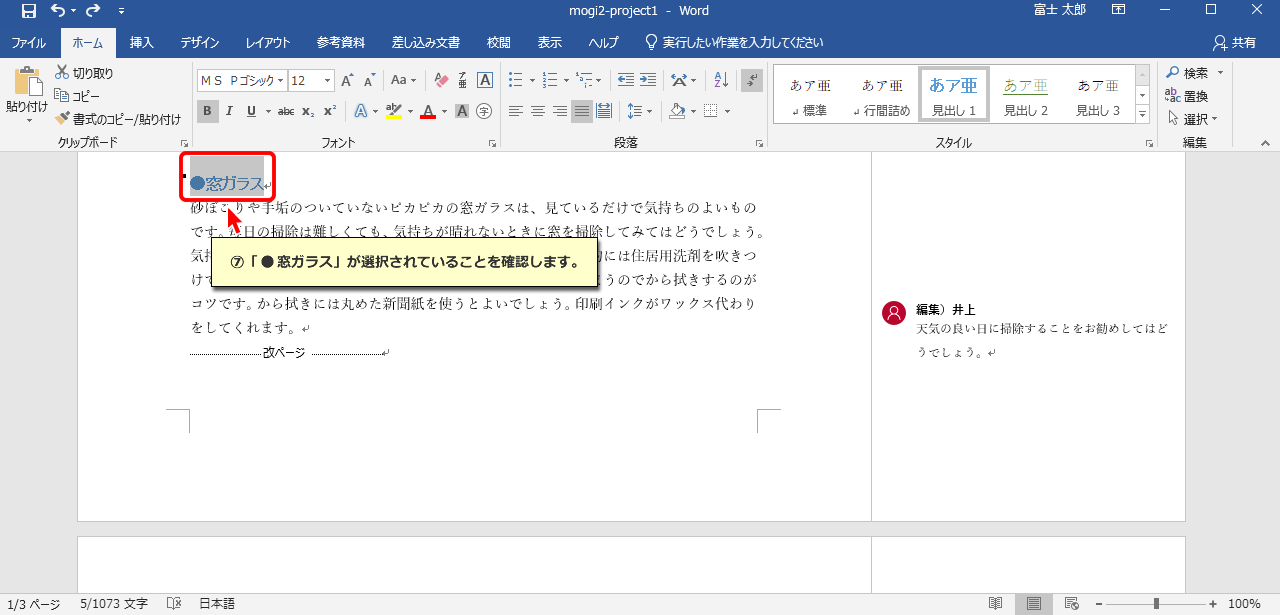 mogi2-project1 - Word
富士 太郎
ファイル ホーム 挿入 デザイン レイアウト 参考資料 差し込み文書 校閲 表示 ヘルプ 実行したい作業を入力してください 共有
貼り付け
切り取り
コピー
書式のコピー/貼り付け
クリップボード
ＭＳ Ｐゴシック 12
フォント
段落
あア亜 あア亜 あア亜 あア亜 あア亜
↲ 標準 ↲ 行間詰め 見出し 1 見出し 2 見出し 3
スタイル
検索
置換
選択
編集
●窓ガラス↵
砂ぼこりや手垢のついていないピカピカの窓ガラスは、見ているだけで気持ちのよいもの
です。毎日の掃除は難しくても、気持ちが晴れないときに窓を掃除してみてはどうでしょう。
⑦「●窓ガラス」が選択されていることを確認します。
気持
には住居用洗剤を吹きつ
けて
うのでから拭きするのが
コツです。から拭きには丸めた新聞紙を使うとよいでしょう。印刷インクがワックス代わり
をしてくれます。↵
改ページ↵
編集）井上
天気の良い日に掃除することをお勧めしてはど
うでしょう。↵
1/3 ページ 5/1073 文字 日本語 100%